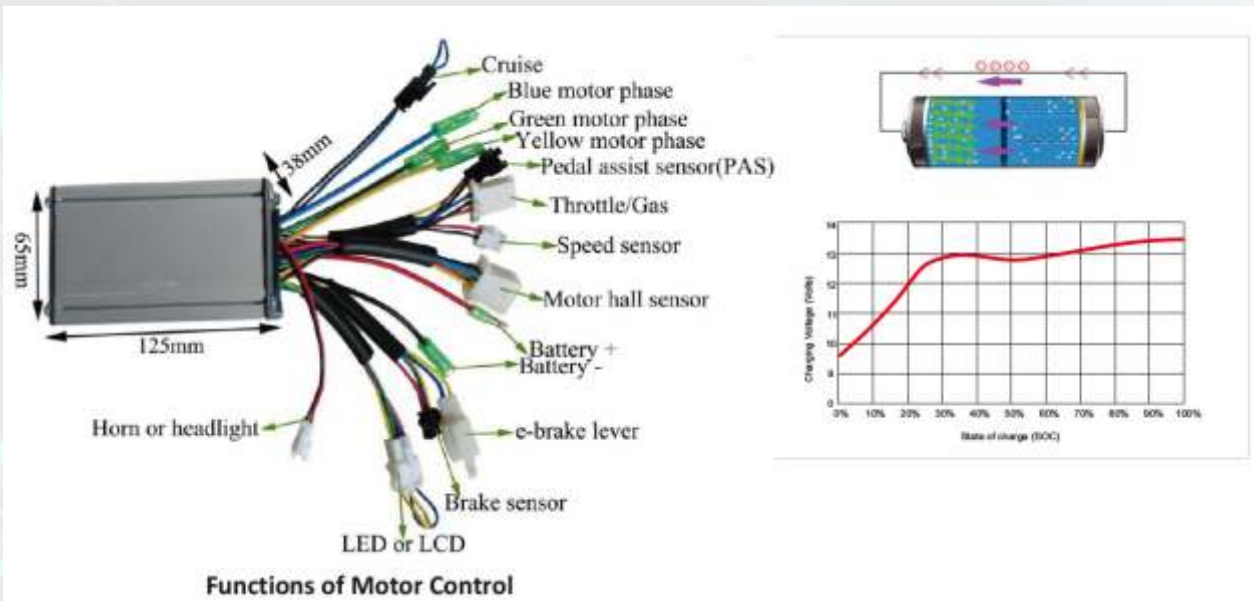 Cruise
Blue motor phase
Green motor phase
Yellow motor phase
Pedal assist sensor(PAS)
Throttle/Gas
Speed sensor
Motor hall sensor
Battery +
Battery -
e-brake lever
Brake sensor
LED or LCD
Horn or headlight
38mm
65mm
125mm
Functions of Motor Control
Charging Voltage (Volts)
14
13
12
11
10
9
0
0% 10% 20% 30% 40% 50% 60% 70% 80% 90% 100%
State of charge (SOC)